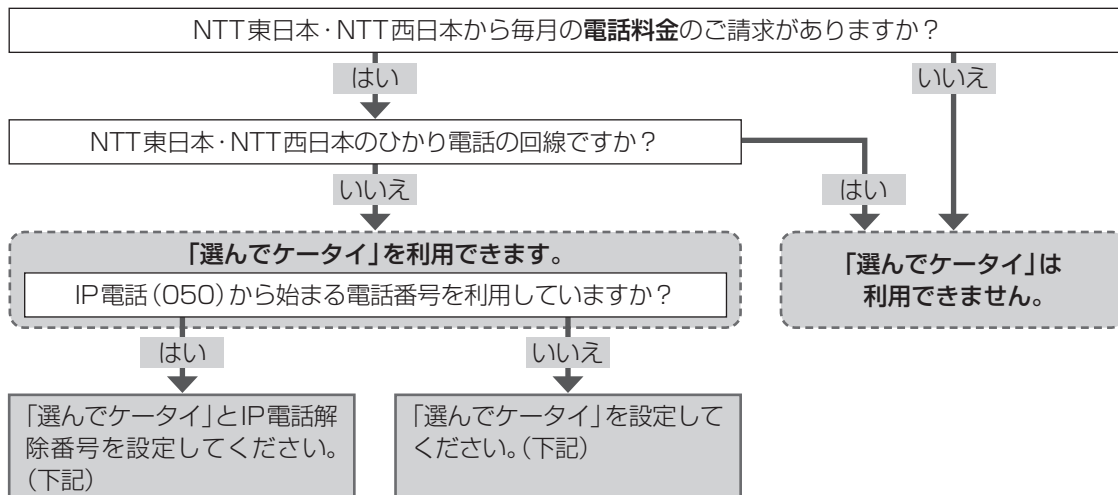 NTT東日本・NTT西日本から毎月の電話料金のご請求がありますか？
はい
いいえ
NTT東日本・NTT西日本のひかり電話の回線ですか？
いいえ
はい
「選んでケータイ」を利用できます。
IP電話（050）から始まる電話番号を利用していますか？
「選んでケータイ」は
利用できません。
はい
いいえ
「選んでケータイ」とIP電話解
除番号を設定してください。
（下記）
「選んでケータイ」を設定して
ください。（下記）